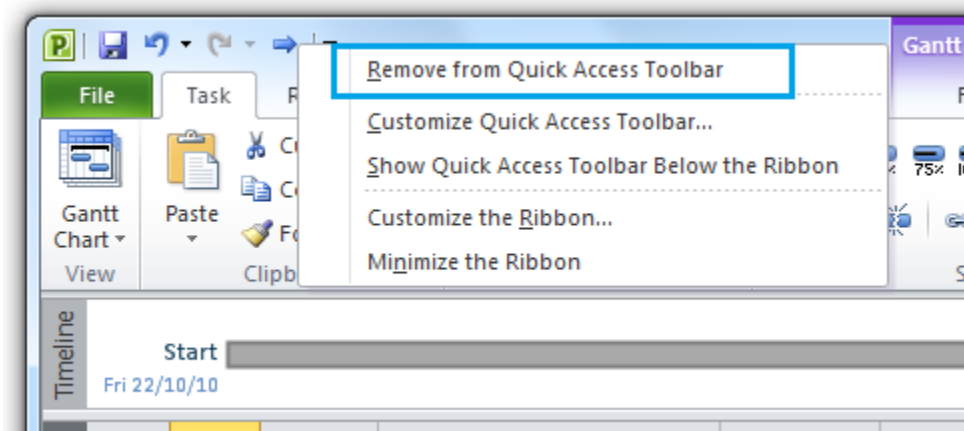 P
Gantt
Remove from Quick Access Toolbar
File
Task
Customize Quick Access Toolbar...
Show Quick Access Toolbar Below the Ribbon
75%
Gantt
Chart
Paste
Customize the Ribbon...
Minimize the Ribbon
View
Clipb
Timeline
Start
Fri 22/10/10